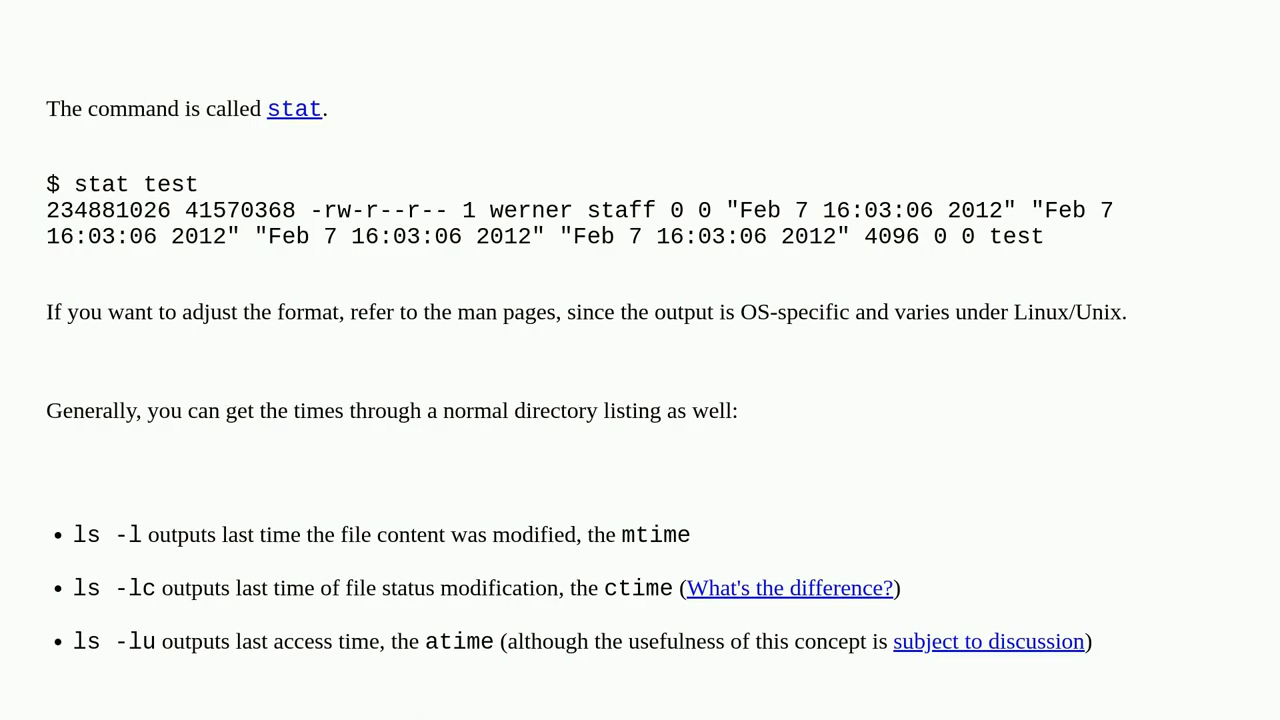 The command is called stat.
$ stat test
234881026 41570368 -rw-r--r-- 1 werner staff 0 0 "Feb 7 16:03:06 2012" "Feb 7
16:03:06 2012" "Feb 7 16:03:06 2012" "Feb 7 16:03:06 2012" 4096 0 0 test
If you want to adjust the format, refer to the man pages, since the output is OS-specific and varies under Linux/Unix.
Generally, you can get the times through a normal directory listing as well:
• ls -l outputs last time the file content was modified, the mtime
• ls -lc outputs last time of file status modification, the ctime (What's the difference?)
• ls -lu outputs last access time, the atime (although the usefulness of this concept is subject to discussion)